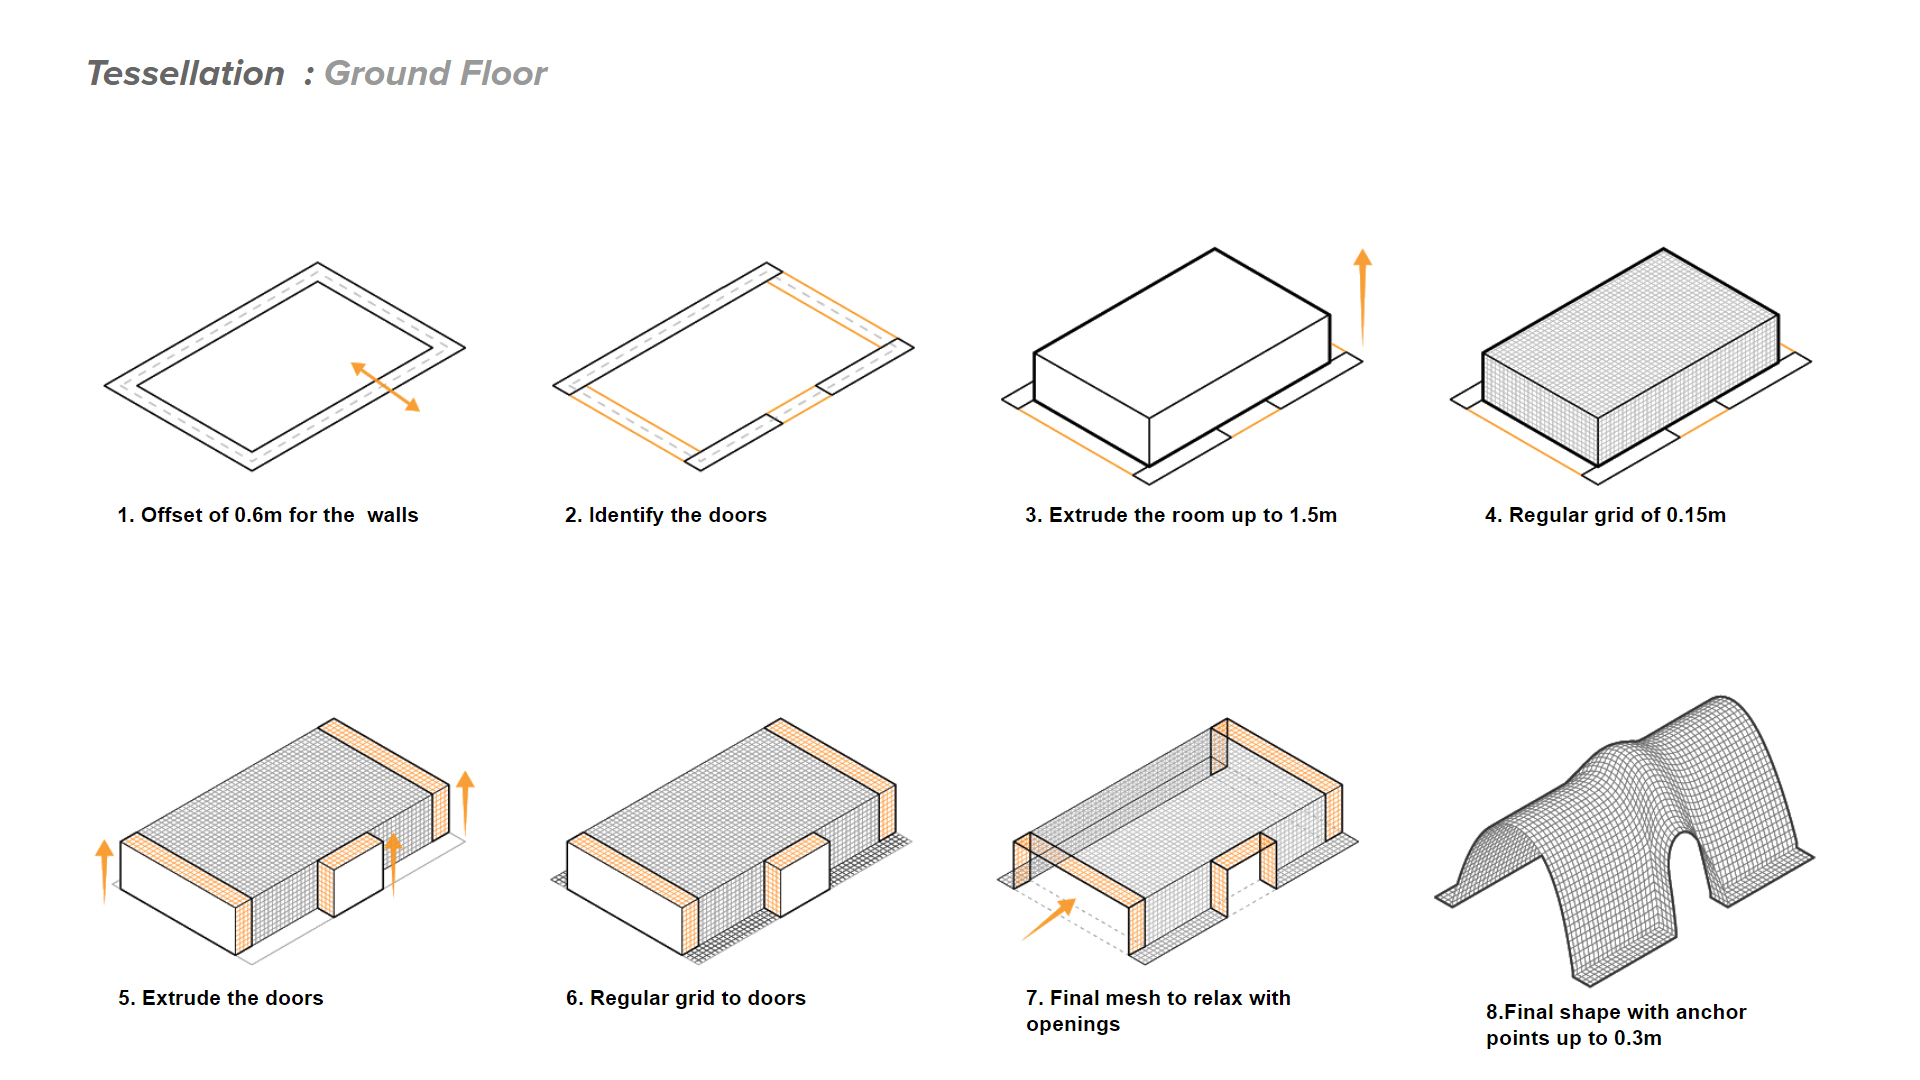 Tessellation : Ground Floor
1. Offset of 0.6m for the walls
2. Identify the doors
3. Extrude the room up to 1.5m
4. Regular grid of 0.15m
5. Extrude the doors
6. Regular grid to doors
7. Final mesh to relax with
openings
8.Final shape with anchor
points up to 0.3m